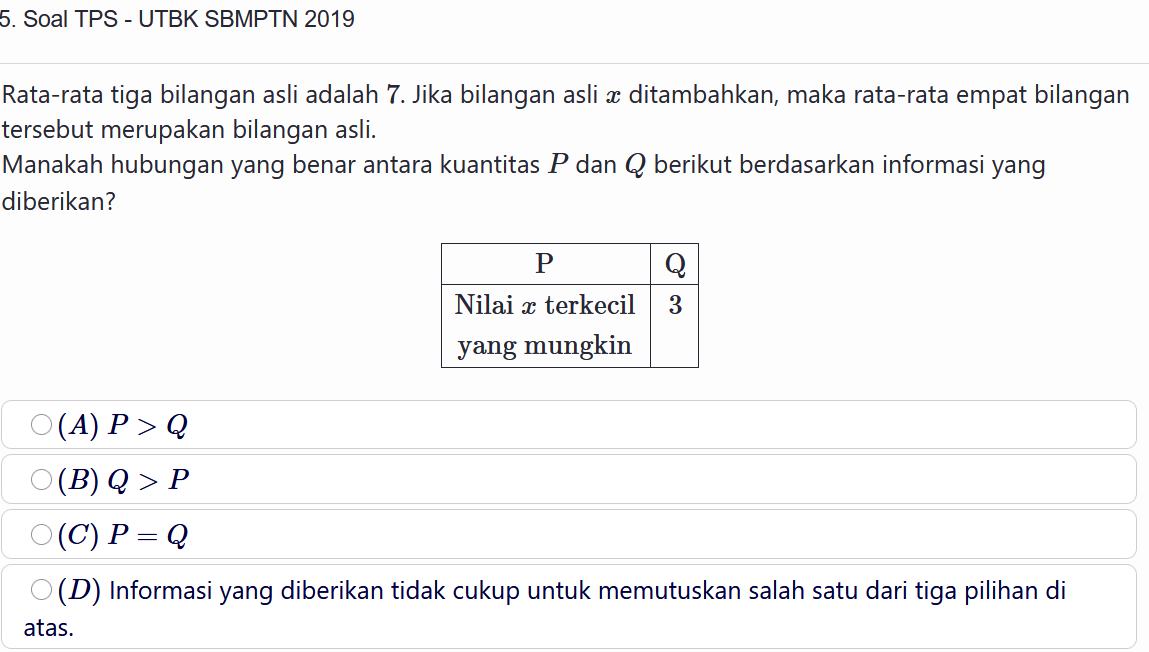 5. Soal TPS - UTBK SBMPTN 2019
Rata-rata tiga bilangan asli adalah 7. Jika bilangan asli x ditambahkan, maka rata-rata empat bilangan
tersebut merupakan bilangan asli.
Manakah hubungan yang benar antara kuantitas P dan Q berikut berdasarkan informasi yang
diberikan?
P Q
Nilai x terkecil 3
yang mungkin
(A) P > Q
(B) Q > P
(C) P = Q
(D) Informasi yang diberikan tidak cukup untuk memutuskan salah satu dari tiga pilihan di
atas.